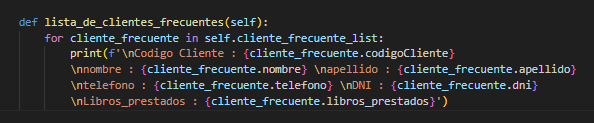 def lista_de_clientes_frecuentes(self):
for cliente_frecuente in self.cliente_frecuente_list:
print(f'\nCodigo Cliente : {cliente_frecuente.codigoCliente}
\nnombre : {cliente_frecuente.nombre} \napellido : {cliente_frecuente.apellido}
\ntelefono : {cliente_frecuente.telefono} \nDNI : {cliente_frecuente.dni}
\nLibros_prestados : {cliente_frecuente.libros_prestados}')